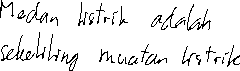 Medan listrik adalah
sekeliling muatan listrik